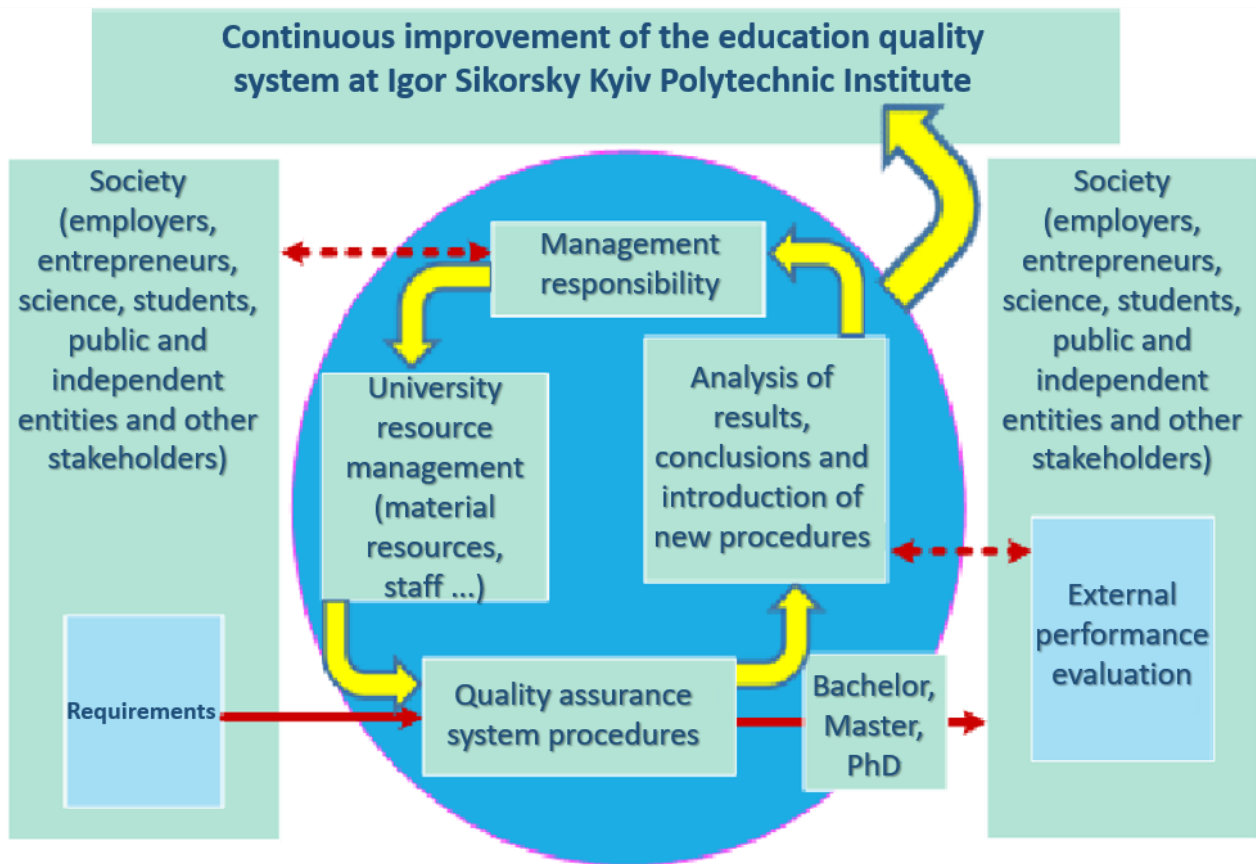 Continuous improvement of the education quality
system at Igor Sikorsky Kyiv Polytechnic Institute
Society
(employers,
entrepreneurs,
science, students,
public and
independent
entities and other
stakeholders)
Requirements
Management
responsibility
University
resource
management
(material
resources,
staff ...)
Analysis of
results,
conclusions and
introduction of
new procedures
Quality assurance
system procedures
Bachelor,
Master,
PhD
Society
(employers,
entrepreneurs,
science, students,
public and
independent
entities and other
stakeholders)
External
performance
evaluation